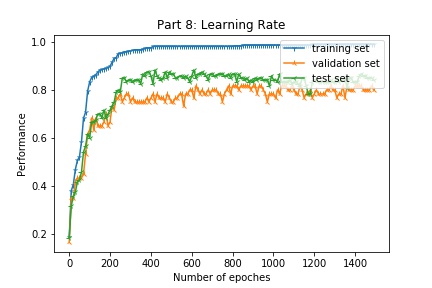 Part 8: Learning Rate
1.0
0.8
0.6
0.4
0.2
Performance
0 200 400 600 800 1000 1200 1400
Number of epoches
training set
validation set
test set